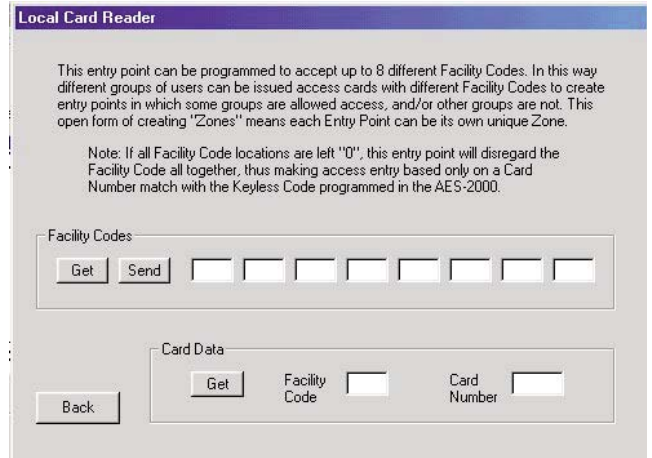 Local Card Reader
This entry point can be programmed to accept up to 8 different Facility Codes. In this way
different groups of users can be issued access cards with different Facility Codes to create
entry points in which some groups are allowed access, and/or other groups are not. This
open form of creating "Zones" means each Entry Point can be its own unique Zone.
Note: If all Facility Code locations are left "0", this entry point will disregard the
Facility Code all together, thus making access entry based only on a Card
Number match with the Keyless Code programmed in the AES-2000.
Facility Codes
Get Send
Card Data
Get Facility Code Card Number
Back